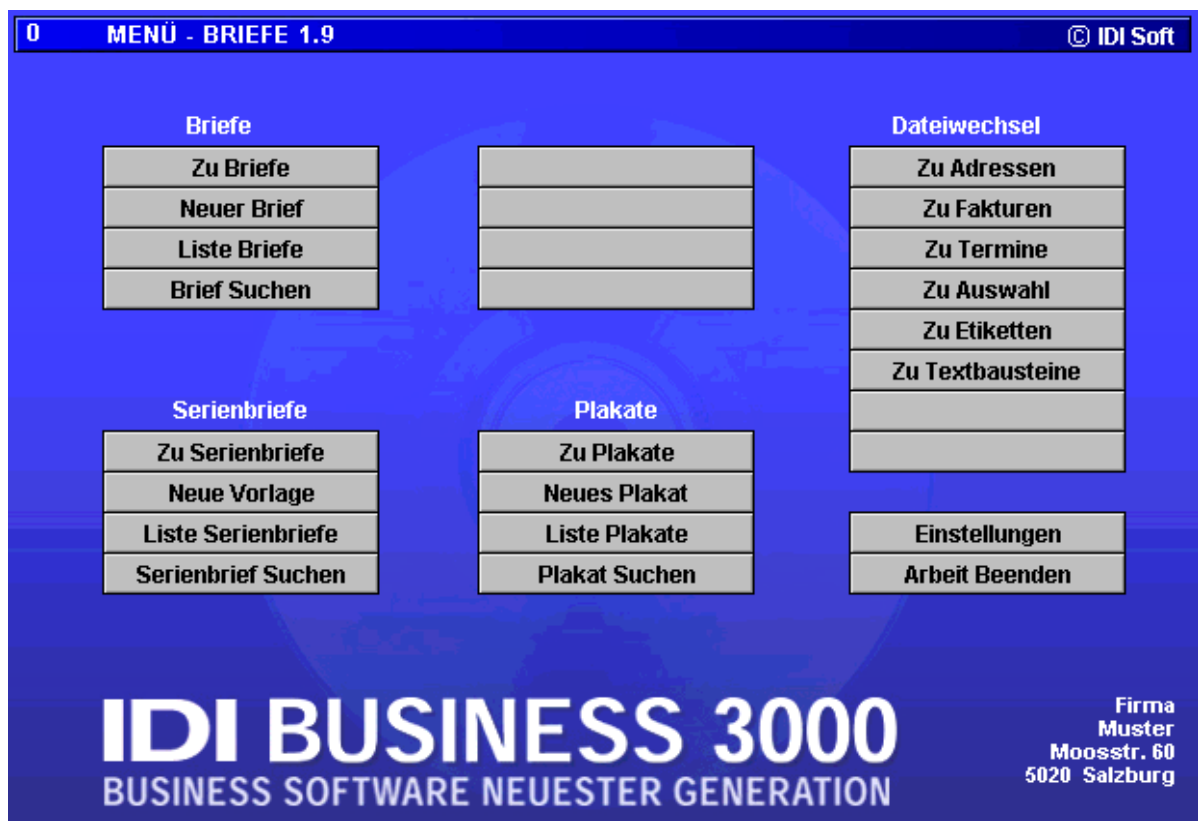 0 MENÜ - BRIEFE 1.9 © IDI Soft
Briefe
Zu Briefe
Neuer Brief
Liste Briefe
Brief Suchen
Dateiwechsel
Zu Adressen
Zu Fakturen
Zu Termine
Zu Auswahl
Zu Etiketten
Zu Textbausteine
Serienbriefe
Zu Serienbriefe
Neue Vorlage
Liste Serienbriefe
Serienbrief Suchen
Plakate
Zu Plakate
Neues Plakat
Liste Plakate
Plakat Suchen
Einstellungen
Arbeit Beenden
IDI BUSINESS 3000
BUSINESS SOFTWARE NEUESTER GENERATION
Firma
Muster
Moosstr. 60
5020 Salzburg